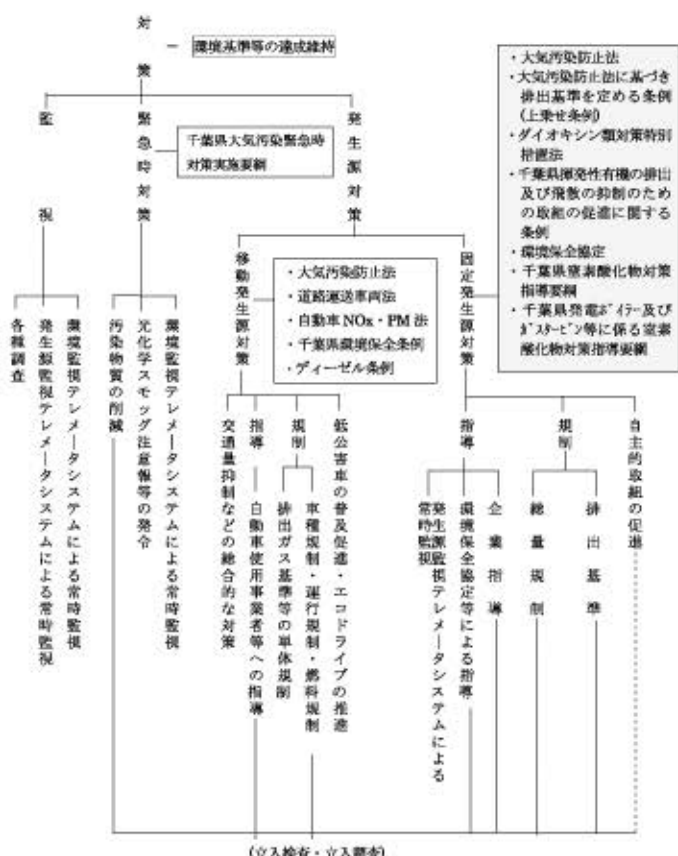 対策
環境基準等の達成維持
監視
緊急時対策
発生源対策
千葉県大気汚染緊急時
対策実施要綱
・大気汚染防止法
・大気汚染防止法に基づき
排出基準を定める条例
(上乗せ条例)
・ダイオキシン類対策特別
措置法
・千葉県揮発性有機の排出
及び飛散の抑制のため
の取組の促進に関する
条例
・環境保全協定
・千葉県窒素酸化物対策
指導要綱
・千葉県発電ボイラー及び
ガスタービン等に係る窒素
酸化物対策指導要綱
移動発生源対策
・大気汚染防止法
・道路運送車両法
・自動車 NOx・PM 法
・千葉県環境保全条例
・ディーゼル条例
固定発生源対策
各種調査
発生源監視テレメータシステムによる常時監視
環境監視テレメータシステムによる常時監視
汚染物質の削減
光化学スモッグ注意報等の発令
環境監視テレメータシステムによる常時監視
交通量抑制などの総合的な対策
指導
自動車使用事業者等への指導
規制
排出ガス基準等の単体規制
車種規制・運行規制・燃料規制
低公害車の普及促進・エコドライブの推進
指導
発生源監視テレメータシステムによる
常時監視
環境保全協定等による指導
企業指導
規制
総量規制
排出基準
自主的取組の促進
(立入検査・立入調査)